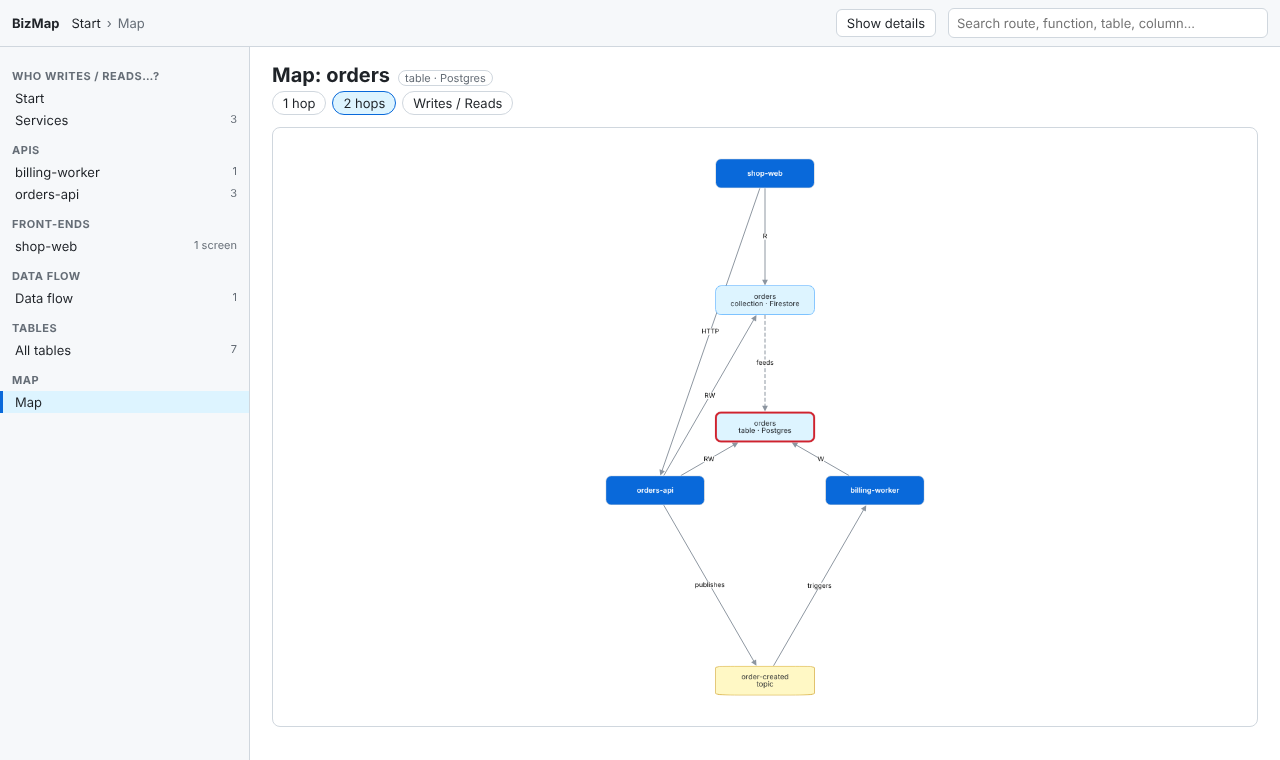 BizMap Start › Map
Show details
Search route, function, table, column...
WHO WRITES / READS...?
Start
Services 3
APIS
billing-worker 1
orders-api 3
FRONT-ENDS
shop-web 1 screen
DATA FLOW
Data flow 1
TABLES
All tables 7
MAP
Map
Map: orders table · Postgres
1 hop 2 hops Writes / Reads
shop-web
R
orders
collection · Firestore
HTTP
feeds
RW
orders
table · Postgres
RW W
orders-api billing-worker
publishes triggers
order-created
topic